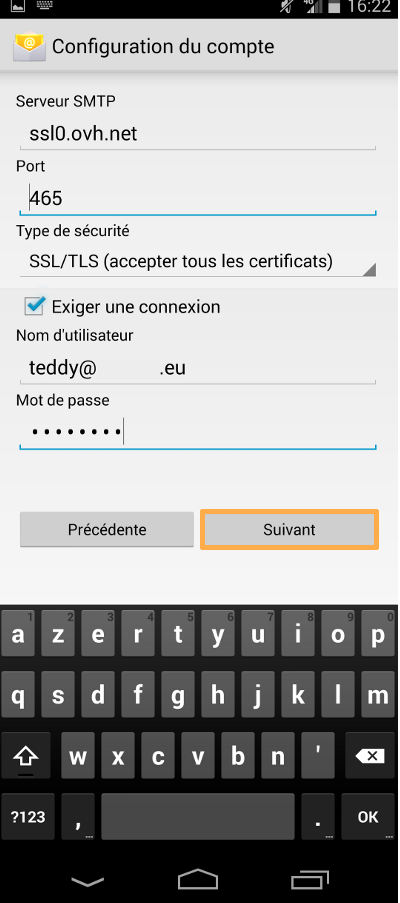 16:22
Configuration du compte
Serveur SMTP
ssl0.ovh.net
Port
465
Type de sécurité
SSL/TLS (accepter tous les certificats)
Exiger une connexion
Nom d'utilisateur
teddy@ .eu
Mot de passe
••••••••
Précédente Suivant
1 2 3 4 5 6 7 8 9 0
a z e r t y u i o p
q s d f g h j k l m
w x c v b n '
?123 , ... . ... OK ...